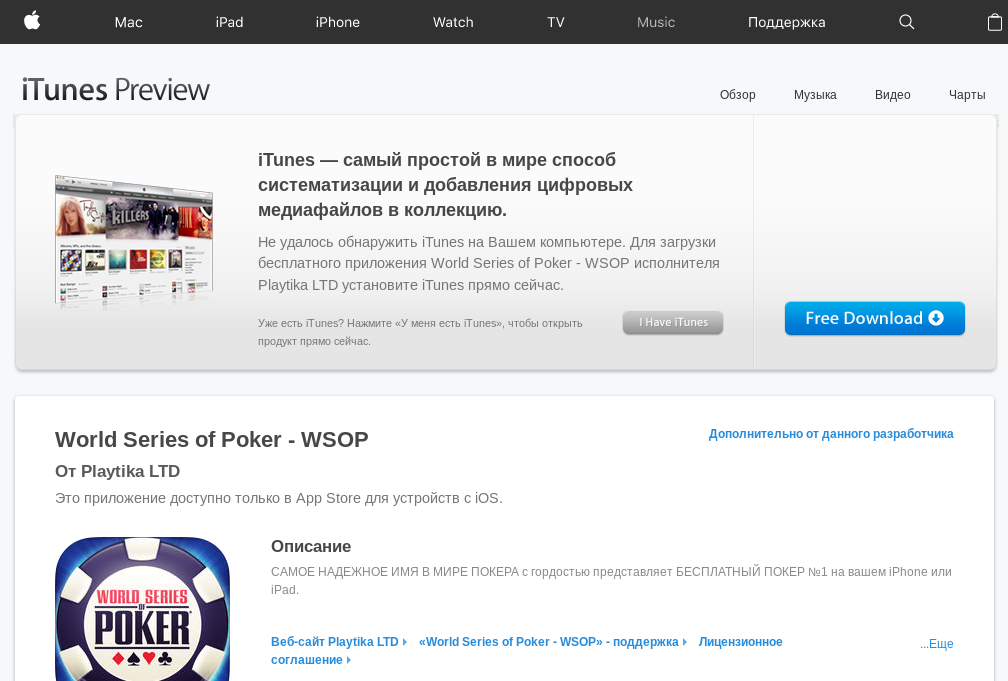 Mac iPad iPhone Watch TV Music Поддержка
iTunes Preview
Обзор Музыка Видео Чарты
iTunes — самый простой в мире способ
систематизации и добавления цифровых
медиафайлов в коллекцию.
Не удалось обнаружить iTunes на Вашем компьютере. Для загрузки
бесплатного приложения World Series of Poker - WSOP исполнителя
Playtika LTD установите iTunes прямо сейчас.
Уже есть iTunes? Нажмите «У меня есть iTunes», чтобы открыть
продукт прямо сейчас.
I Have iTunes
Free Download
World Series of Poker - WSOP
Дополнительно от данного разработчика
От Playtika LTD
Это приложение доступно только в App Store для устройств с iOS.
WORLD SERIES
OF
POKER
Описание
САМОЕ НАДЕЖНОЕ ИМЯ В МИРЕ ПОКЕРА с гордостью представляет БЕСПЛАТНЫЙ ПОКЕР №1 на вашем iPhone или
iPad.
Веб-сайт Playtika LTD «World Series of Poker - WSOP» - поддержка Лицензионное
соглашение
...Еще